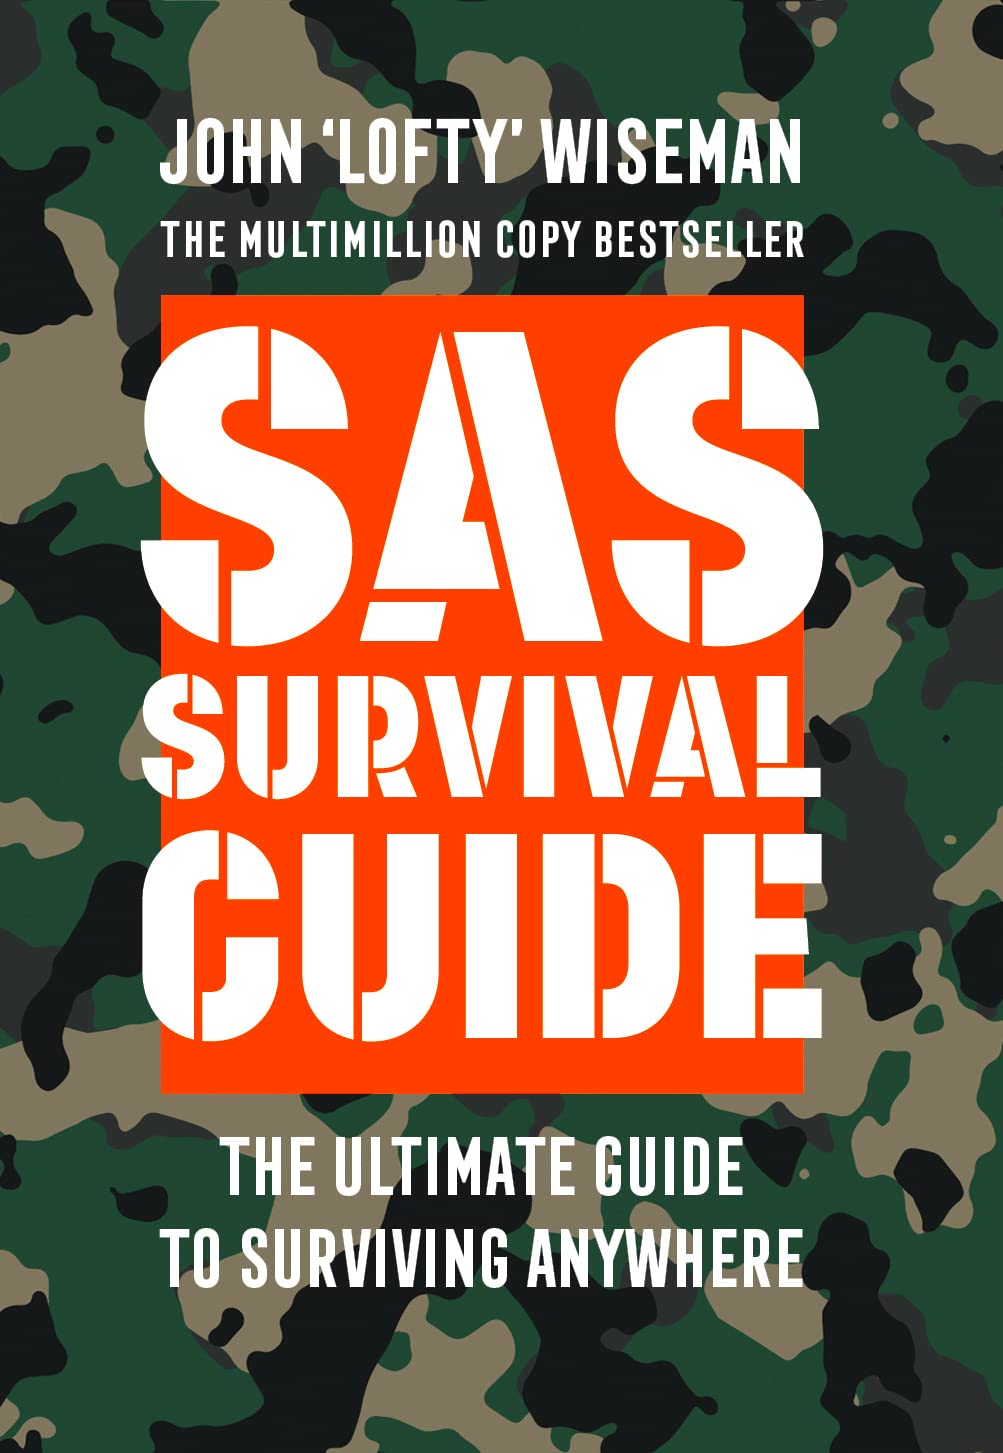 JOHN ‘LOFTY’ WISEMAN
THE MULTIMILLION COPY BESTSELLER
SAS
SURVIVAL
GUIDE
THE ULTIMATE GUIDE
TO SURVIVING ANYWHERE